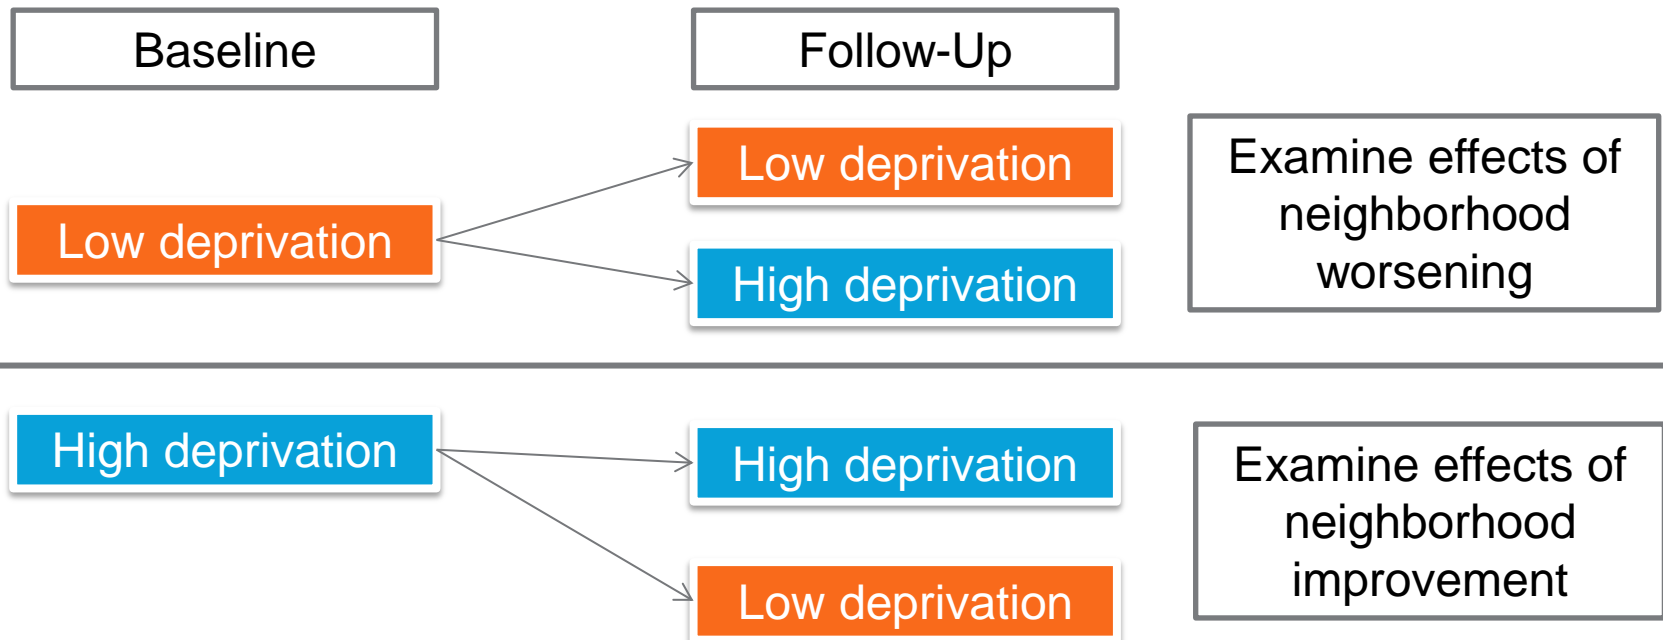 Baseline
Follow-Up
Low deprivation
Low deprivation
High deprivation
Examine effects of
neighborhood
worsening
High deprivation
High deprivation
Low deprivation
Examine effects of
neighborhood
improvement